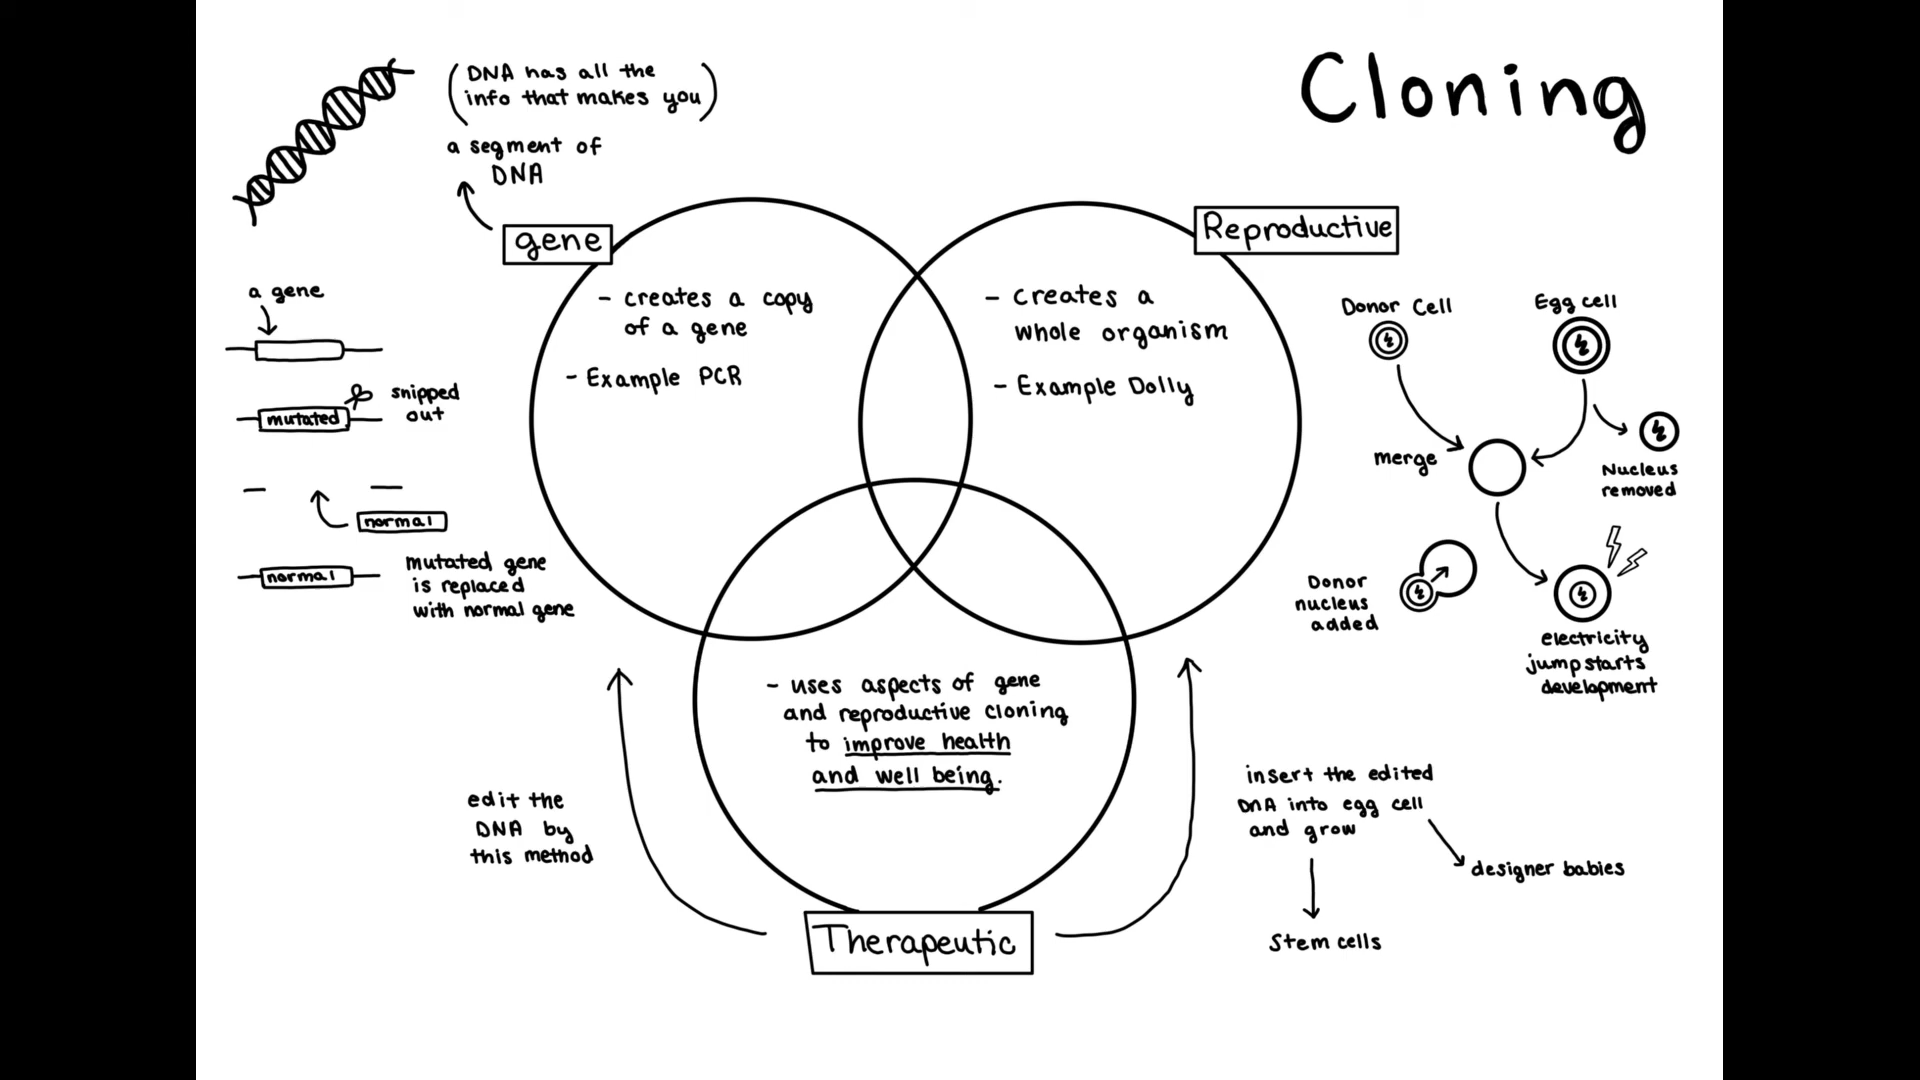 Cloning
(DNA has all the
info that makes you)
a segment of
DNA
gene
- creates a copy
of a gene
- Example PCR
Reproductive
- creates a
whole organism
- Example Dolly
a gene
mutated
snipped
out
normal
normal
mutated gene
is replaced
with normal gene
Donor Cell
Egg cell
merge
Nucleus
removed
Donor
nucleus
added
electricity
jumpstarts
development
- uses aspects of gene
and reproductive cloning
to improve health
and well being.
Therapeutic
edit the
DNA by
this method
insert the edited
DNA into egg cell
and grow
designer babies
Stem cells